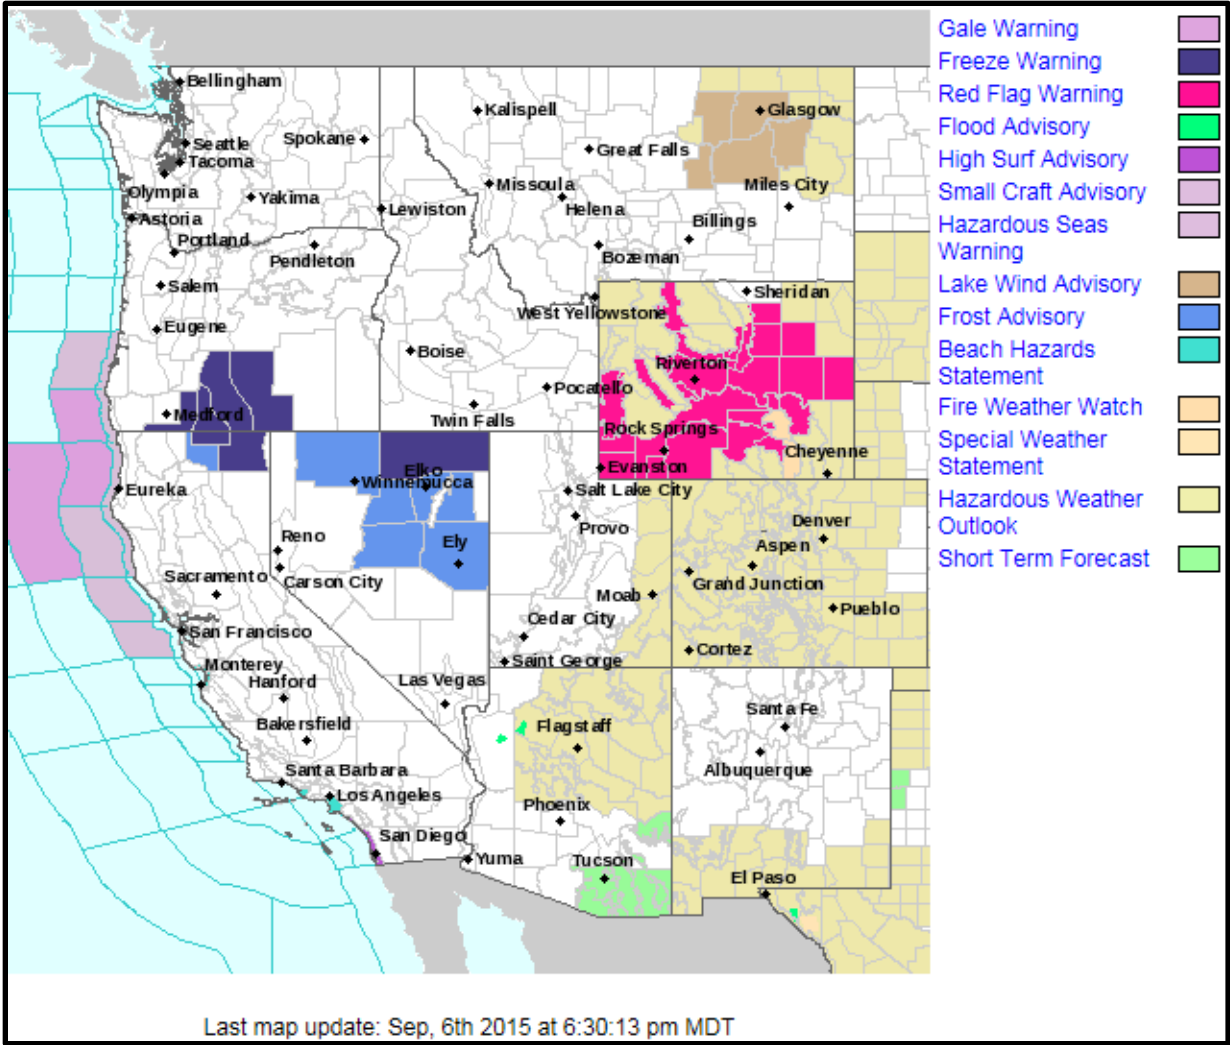 Bellingham
Seattle
Tacoma
Olympia
Spokane
Yakima
Astoria
Lewiston
Portland
Pendleton
Salem
Eugene
Medford
Kalispell
Glasgow
Great Falls
Missoula
Miles City
Helena
Billings
Bozeman
West Yellowstone
Sheridan
Boise
Riverton
Pocatello
Twin Falls
Rock Springs
Cheyenne
Evanston
Elko
Winnemucca
Eureka
Salt Lake City
Provo
Reno
Ely
Denver
Aspen
Sacramento
Carson City
Grand Junction
Moab
Pueblo
Cedar City
San Francisco
Cortez
Saint George
Monterey
Hanford
Las Vegas
Bakersfield
Flagstaff
Santa Fe
Albuquerque
Santa Barbara
Los Angeles
Phoenix
San Diego
Yuma
Tucson
El Paso
Gale Warning
Freeze Warning
Red Flag Warning
Flood Advisory
High Surf Advisory
Small Craft Advisory
Hazardous Seas
Warning
Lake Wind Advisory
Frost Advisory
Beach Hazards
Statement
Fire Weather Watch
Special Weather
Statement
Hazardous Weather
Outlook
Short Term Forecast
Last map update: Sep, 6th 2015 at 6:30:13 pm MDT